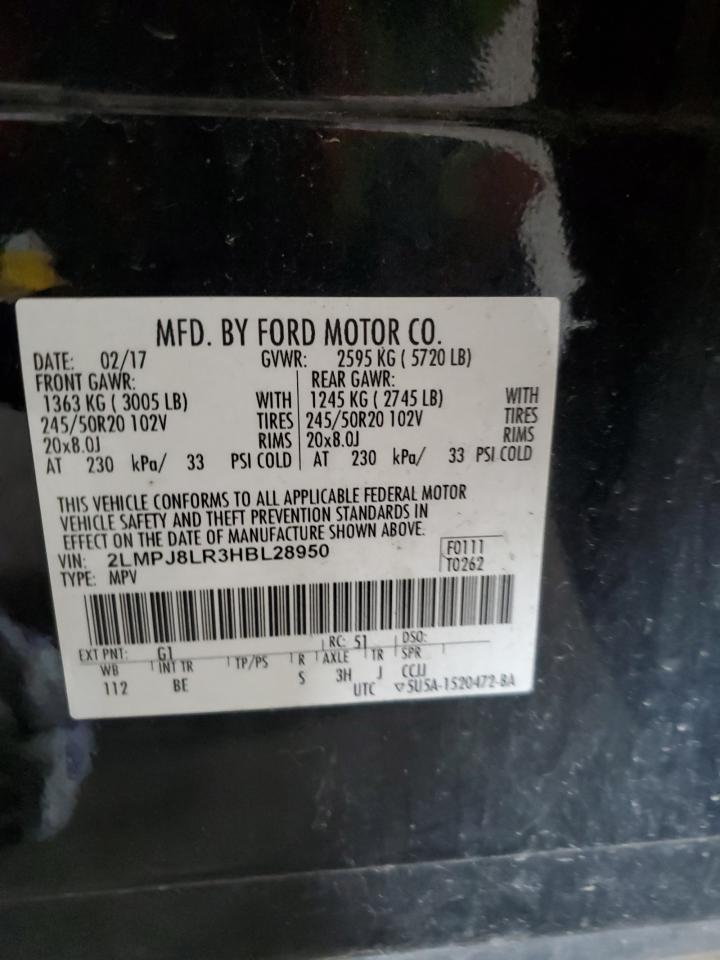 MFD. BY FORD MOTOR CO.
DATE: 02/17 GVWR: 2595 KG ( 5720 LB)
FRONT GAWR: REAR GAWR:
1363 KG ( 3005 LB) WITH 1245 KG ( 2745 LB) WITH
245/50R20 102V TIRES 245/50R20 102V TIRES
20x8.0J RIMS 20x8.0J RIMS
AT 230 kPa/ 33 PSI COLD AT 230 kPa/ 33 PSI COLD
THIS VEHICLE CONFORMS TO ALL APPLICABLE FEDERAL MOTOR
VEHICLE SAFETY AND THEFT PREVENTION STANDARDS IN
EFFECT ON THE DATE OF MANUFACTURE SHOWN ABOVE.
VIN: 2LMPJ8LR3HBL28950 F0111
TYPE: MPV T0262
EXT PNT: G1 RC: 51 DSO:
WB INT TR TP/PS R AXLE TR SPR
112 BE S 3H J CCJJ
UTC ▽5U5A-1520472-BA